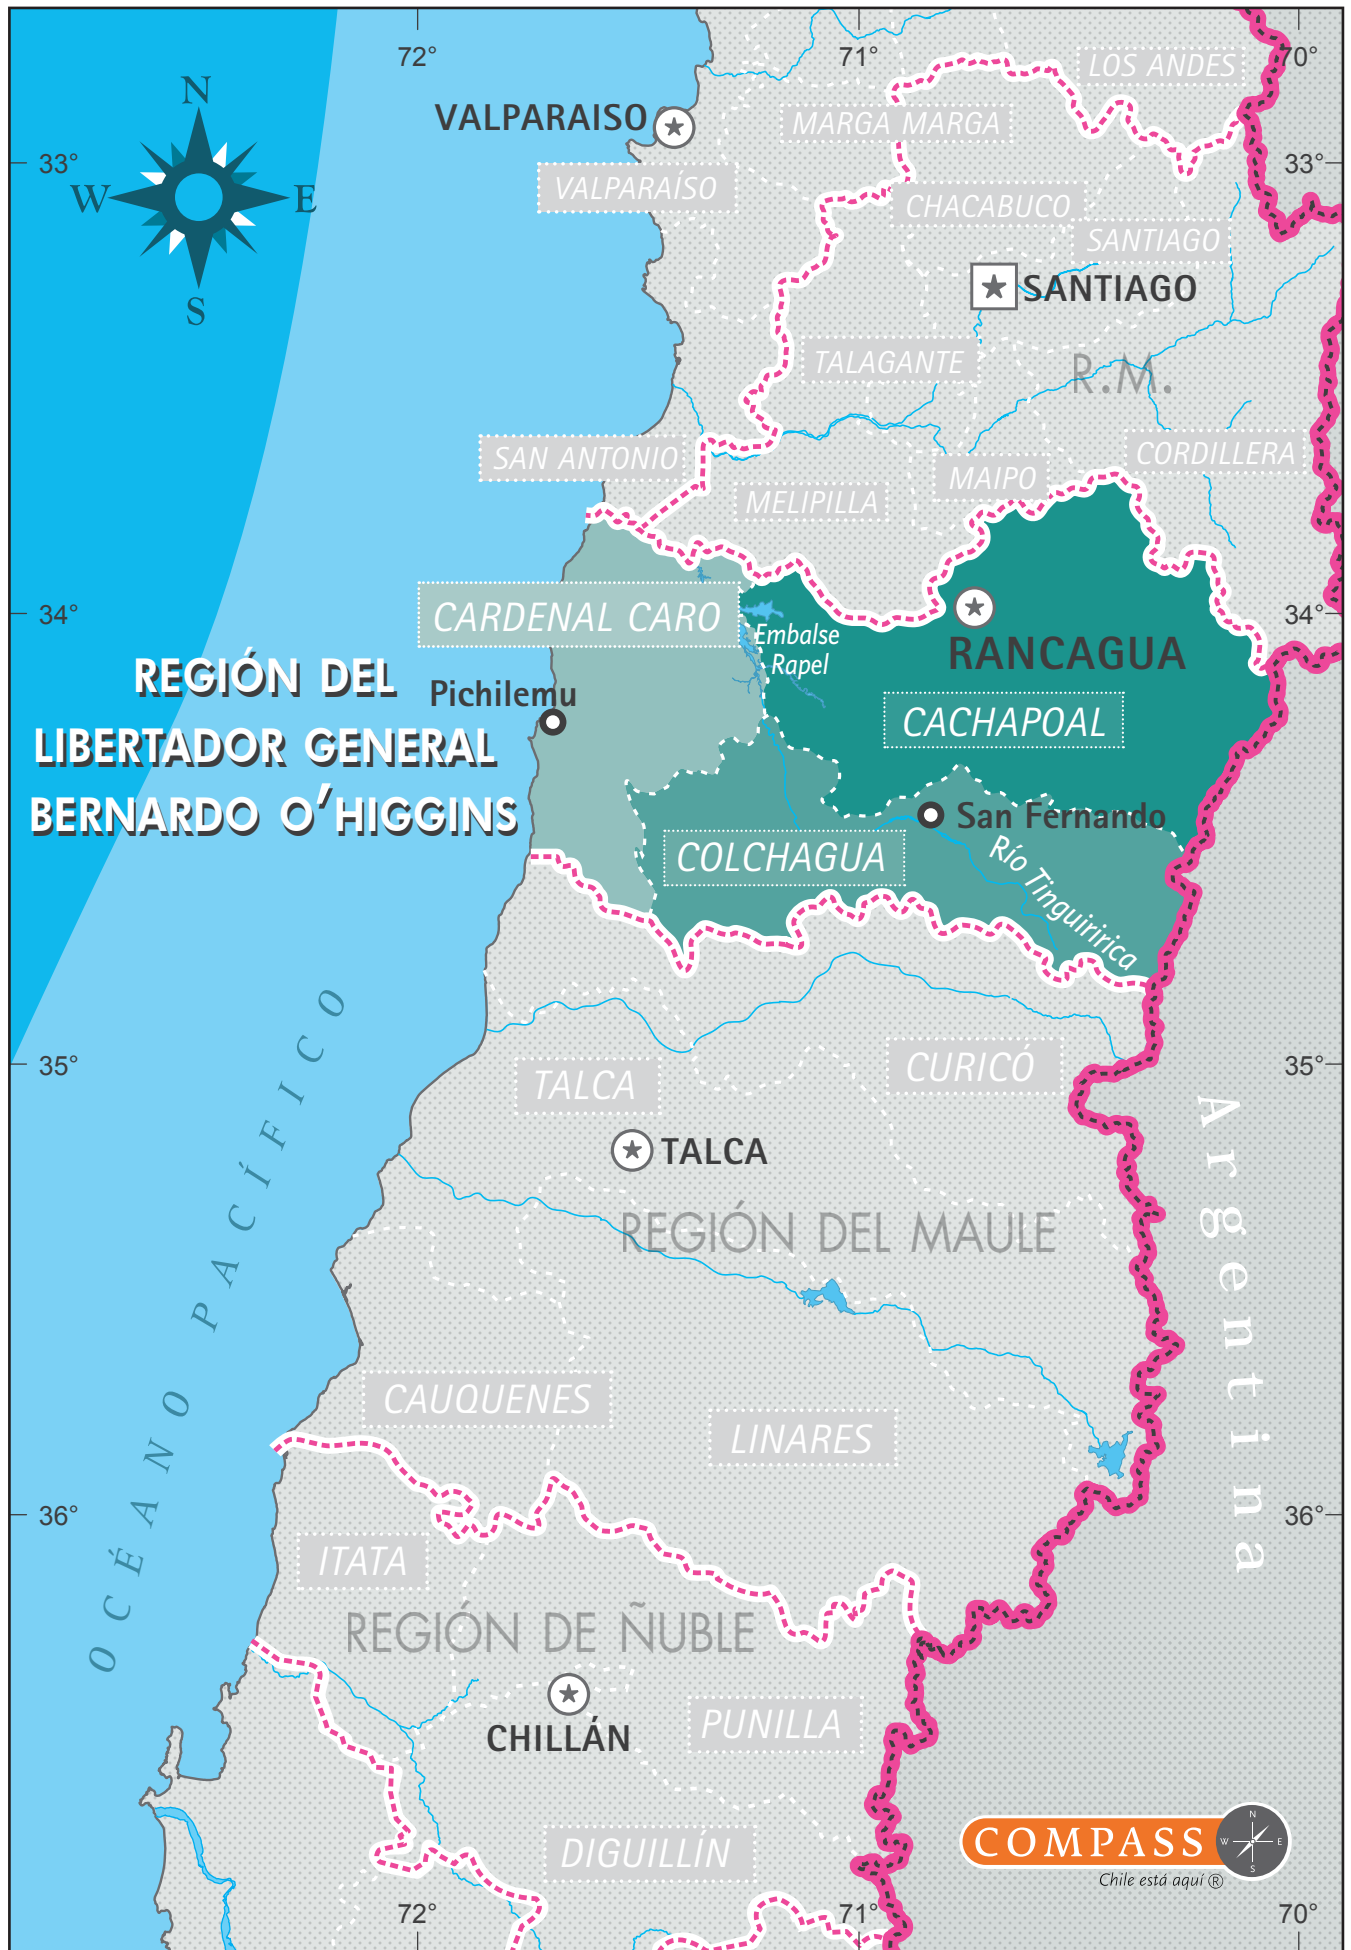 72°
71°
70°
LOS ANDES
VALPARAISO
MARGA MARGA
N
33°
33°
W
E
VALPARAÍSO
CHACABUCO
SANTIAGO
S
SANTIAGO
TALAGANTE
R.M.
SAN ANTONIO
CORDILLERA
MAIPO
MELIPILLA
34°
34°
CARDENAL CARO
Embalse
Rapel
RANCAGUA
REGIÓN DEL
LIBERTADOR GENERAL
BERNARDO O'HIGGINS
Pichilemu
CACHAPOAL
San Fernando
COLCHAGUA
Río Tinguiririca
35°
35°
OCÉANO PACÍFICO
TALCA
CURICÓ
Argentina
TALCA
REGIÓN DEL MAULE
CAUQUENES
LINARES
36°
36°
ITATA
REGIÓN DE ÑUBLE
CHILLÁN
PUNILLA
DIGUILLÍN
COMPASS
N
W
E
S
Chile está aquí ®
72°
71°
70°